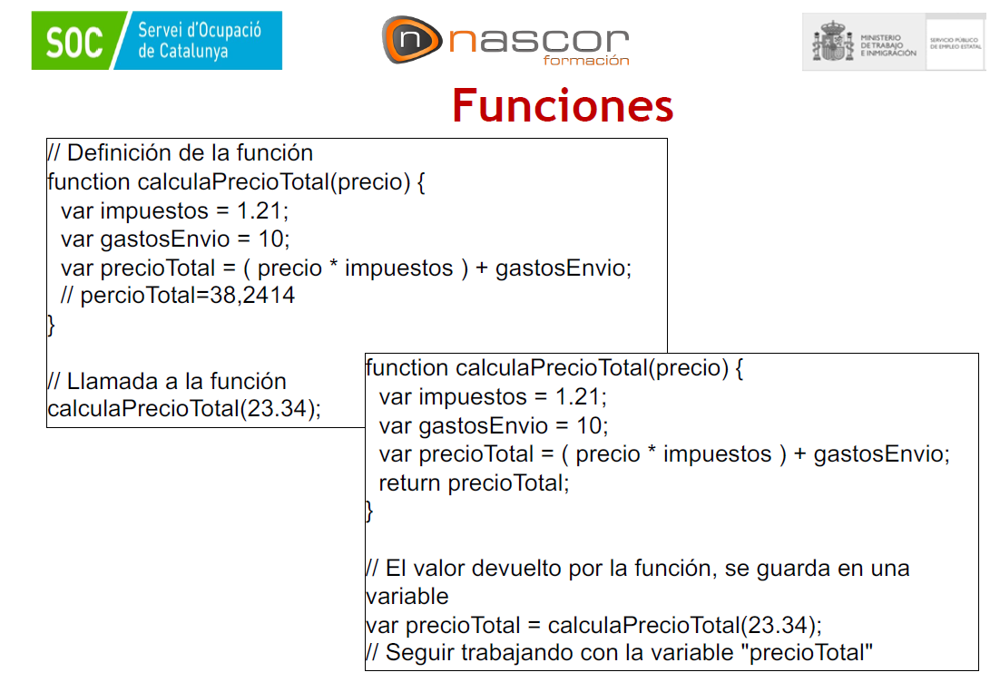 SOC
Servei d'Ocupació
de Catalunya
n nascor
formación
MINISTERIO
DE TRABAJO
E INMIGRACIÓN
SERVICIO PÚBLICO
DE EMPLEO ESTATAL
Funciones
// Definición de la función
function calculaPrecioTotal(precio) {
  var impuestos = 1.21;
  var gastosEnvio = 10;
  var precioTotal = ( precio * impuestos ) + gastosEnvio;
  // percioTotal=38,2414
}
// Llamada a la función
calculaPrecioTotal(23.34);
function calculaPrecioTotal(precio) {
  var impuestos = 1.21;
  var gastosEnvio = 10;
  var precioTotal = ( precio * impuestos ) + gastosEnvio;
  return precioTotal;
}
// El valor devuelto por la función, se guarda en una
variable
var precioTotal = calculaPrecioTotal(23.34);
// Seguir trabajando con la variable "precioTotal"